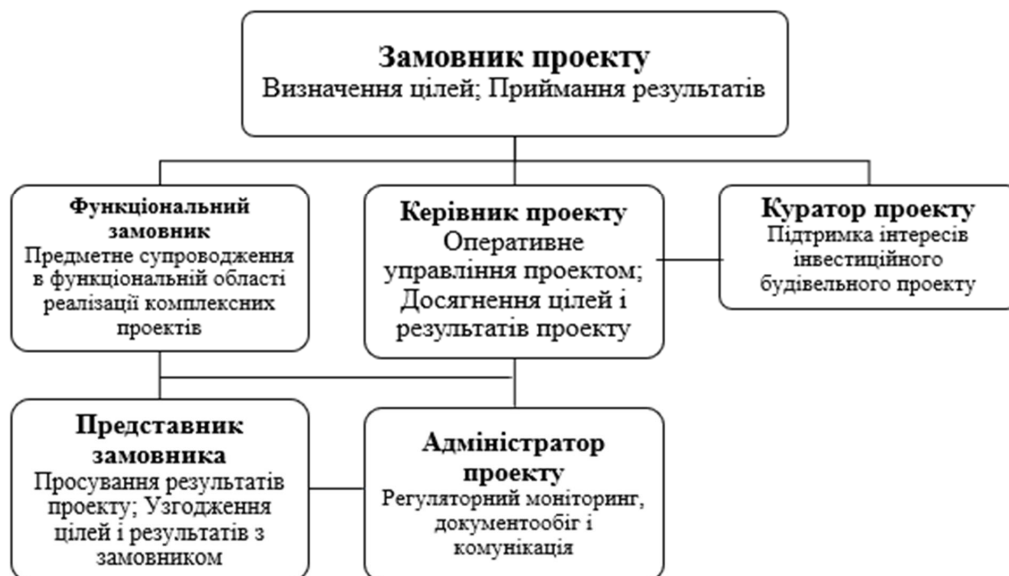 Замовник проекту
Визначення цілей; Приймання результатів
Функціональний
замовник
Предметне супроводження
в функціональній області
реалізації комплексних
проектів
Керівник проекту
Оперативне
управління проектом;
Досягнення цілей і
результатів проекту
Куратор проекту
Підтримка інтересів
інвестиційного
будівельного проекту
Представник
замовника
Просування результатів
проекту; Узгодження
цілей і результатів з
замовником
Адміністратор
проекту
Регуляторний моніторинг,
документообіг і
комунікація